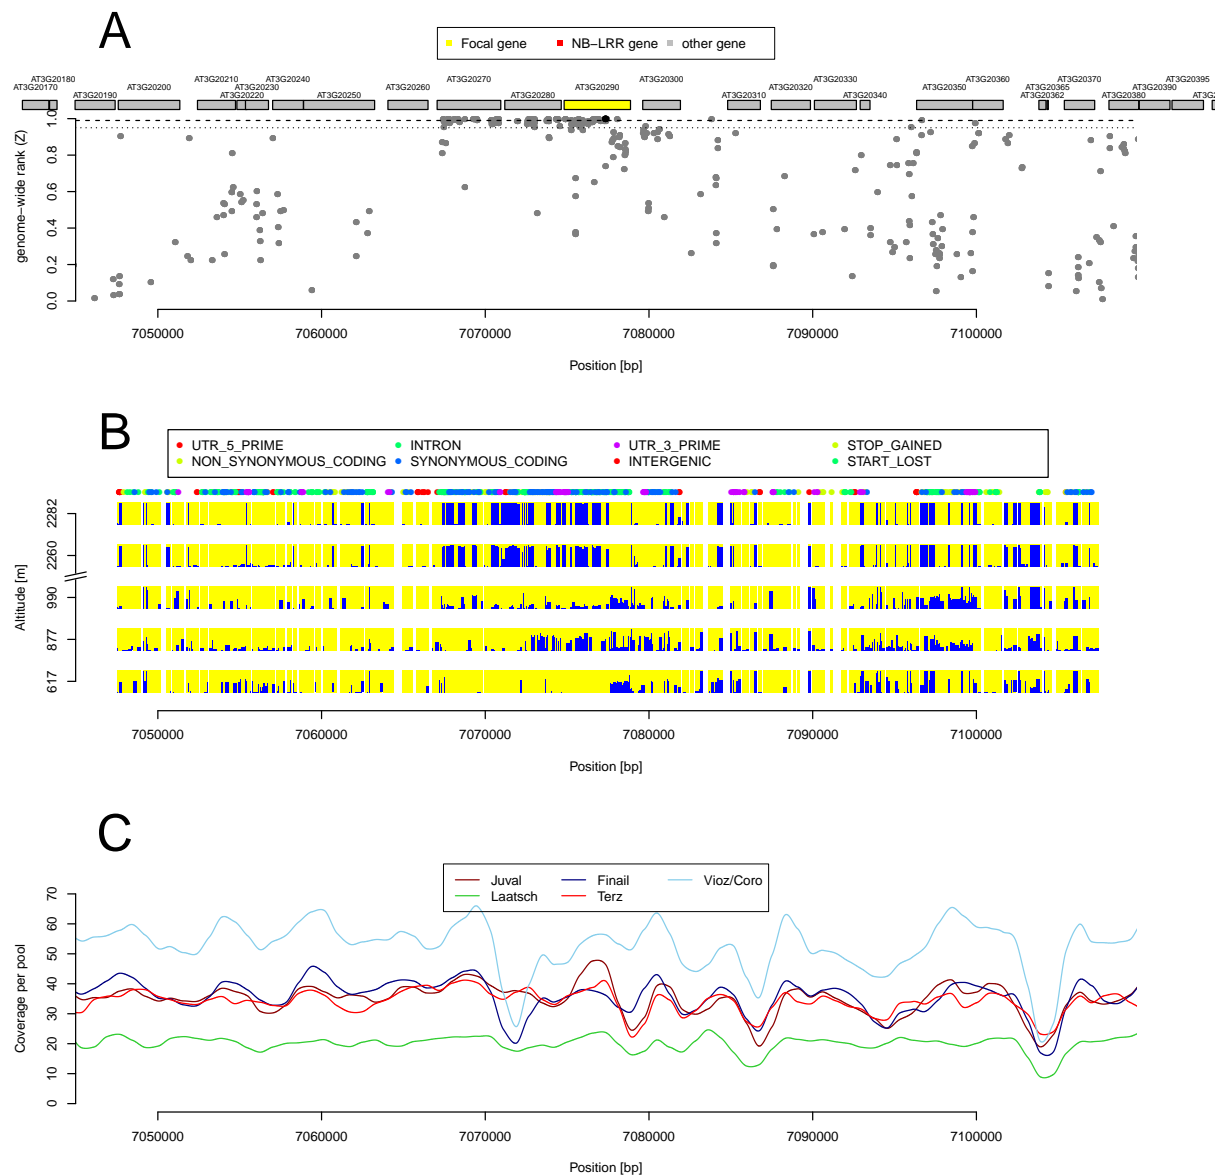 A
Focal gene NB−LRR gene other gene
AT3G20180 AT3G20210 AT3G20240 AT3G20270 AT3G20300 AT3G20330 AT3G20360 AT3G20370 AT3G20395
AT3G20170 AT3G20200 AT3G20230 AT3G20260 AT3G20290 AT3G20320 AT3G20350 AT3G20365 AT3G20390
AT3G20190 AT3G20220 AT3G20250 AT3G20280 AT3G20310 AT3G20340 AT3G20362 AT3G20380
genome−wide rank (Z)
0.0 0.2 0.4 0.6 0.8 1.0
7050000 7060000 7070000 7080000 7090000 7100000
Position [bp]
B
UTR_5_PRIME INTRON UTR_3_PRIME STOP_GAINED
NON_SYNONYMOUS_CODING SYNONYMOUS_CODING INTERGENIC START_LOST
Altitude [m]
617 877 990 2260 2282
7050000 7060000 7070000 7080000 7090000 7100000
Position [bp]
C
Juval Finail Vioz/Coro
Laatsch Terz
Coverage per pool
0 10 20 30 40 50 60 70
7050000 7060000 7070000 7080000 7090000 7100000
Position [bp]